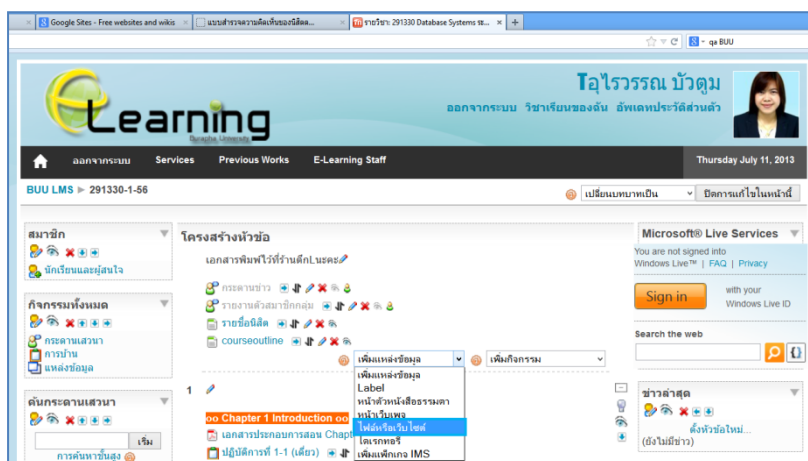 Google Sites - Free websites and wikis
แบบสำรวจความคิดเห็นของนิสิตต...
รายวิชา: 291330 Database Systems ระ...
qa BUU
eLearning
Burapha University
Tอุไรวรรณ บัวตูม
ออกจากระบบ วิชาเรียนของฉัน อัพเดทประวัติส่วนตัว
ออกจากระบบ Services Previous Works E-Learning Staff
Thursday July 11, 2013
BUU LMS ► 291330-1-56
เปลี่ยนบทบาทเป็น
ปิดการแก้ไขในหน้านี้
สมาชิก
นักเรียนและผู้สนใจ
กิจกรรมทั้งหมด
กระดานเสวนา
การบ้าน
แหล่งข้อมูล
ค้นกระดานเสวนา
เริ่ม
การค้นหาขั้นสูง
โครงสร้างหัวข้อ
เอกสารพิมพ์ไว้ที่ร้านตึกLนะคะ
กระดานข่าว
รายงานตัวสมาชิกกลุ่ม
รายชื่อนิสิต
courseoutline
เพิ่มแหล่งข้อมูล
เพิ่มกิจกรรม
เพิ่มแหล่งข้อมูล
Label
หน้าตัวหนังสือธรรมดา
หน้าเว็บเพจ
ไฟล์หรือเว็บไซต์
ไดเรกทอรี
เพิ่มแพ็กเกจ IMS
1
oo Chapter 1 Introduction oo
เอกสารประกอบการสอน Chapt
ปฏิบัติการที่ 1-1 (เดี่ยว)
Microsoft® Live Services
You are not signed into
Windows Live™ | FAQ | Privacy
Sign in
with your
Windows Live ID
Search the web
ข่าวล่าสุด
ตั้งหัวข้อใหม่...
(ยังไม่มีข่าว)